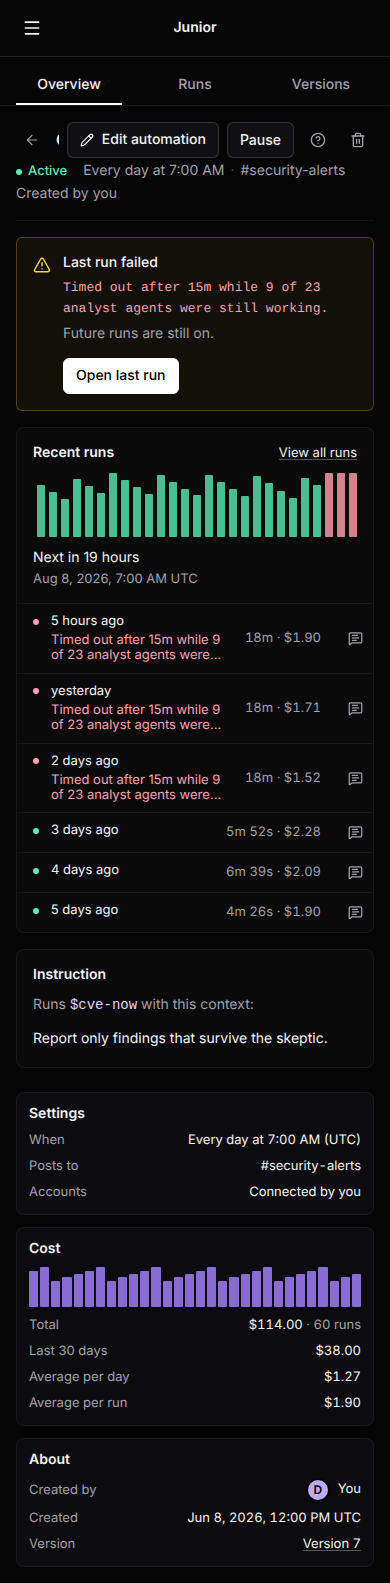 Junior
Overview
Runs
Versions
Edit automation
Pause
Active Every day at 7:00 AM · #security-alerts
Created by you
Last run failed
Timed out after 15m while 9 of 23
analyst agents were still working.
Future runs are still on.
Open last run
Recent runs
View all runs
Next in 19 hours
Aug 8, 2026, 7:00 AM UTC
5 hours ago
Timed out after 15m while 9
of 23 analyst agents were...
18m · $1.90
yesterday
Timed out after 15m while 9
of 23 analyst agents were...
18m · $1.71
2 days ago
Timed out after 15m while 9
of 23 analyst agents were...
18m · $1.52
3 days ago
5m 52s · $2.28
4 days ago
6m 39s · $2.09
5 days ago
4m 26s · $1.90
Instruction
Runs $cve-now with this context:
Report only findings that survive the skeptic.
Settings
When
Every day at 7:00 AM (UTC)
Posts to
#security-alerts
Accounts
Connected by you
Cost
Total
$114.00 · 60 runs
Last 30 days
$38.00
Average per day
$1.27
Average per run
$1.90
About
Created by
D You
Created
Jun 8, 2026, 12:00 PM UTC
Version
Version 7